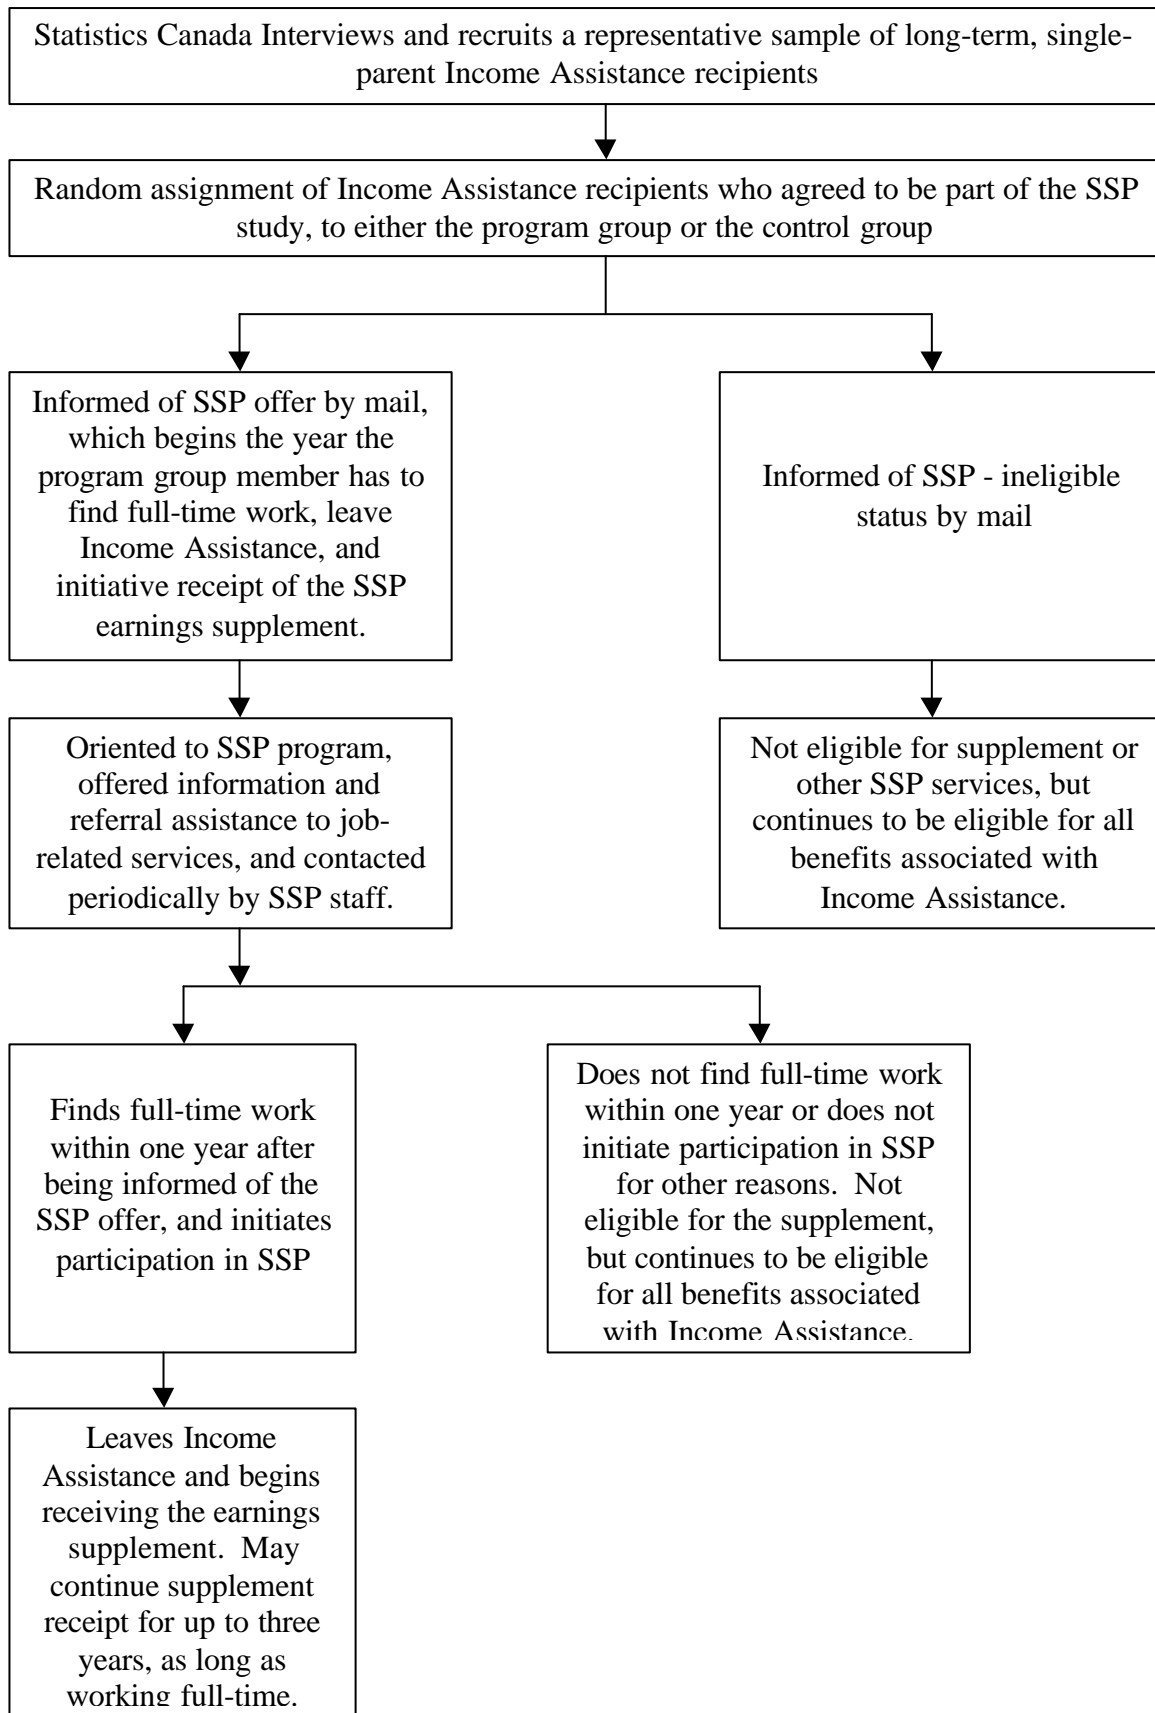 Statistics Canada Interviews and recruits a representative sample of long-term, single-
parent Income Assistance recipients
Random assignment of Income Assistance recipients who agreed to be part of the SSP
study, to either the program group or the control group
Informed of SSP offer by mail,
which begins the year the
program group member has to
find full-time work, leave
Income Assistance, and
initiative receipt of the SSP
earnings supplement.
Informed of SSP - ineligible
status by mail
Oriented to SSP program,
offered information and
referral assistance to job-
related services, and contacted
periodically by SSP staff.
Not eligible for supplement or
other SSP services, but
continues to be eligible for all
benefits associated with
Income Assistance.
Finds full-time work
within one year after
being informed of the
SSP offer, and initiates
participation in SSP
Does not find full-time work
within one year or does not
initiate participation in SSP
for other reasons.  Not
eligible for the supplement,
but continues to be eligible
for all benefits associated
with Income Assistance.
Leaves Income
Assistance and begins
receiving the earnings
supplement.  May
continue supplement
receipt for up to three
years, as long as
working full-time.